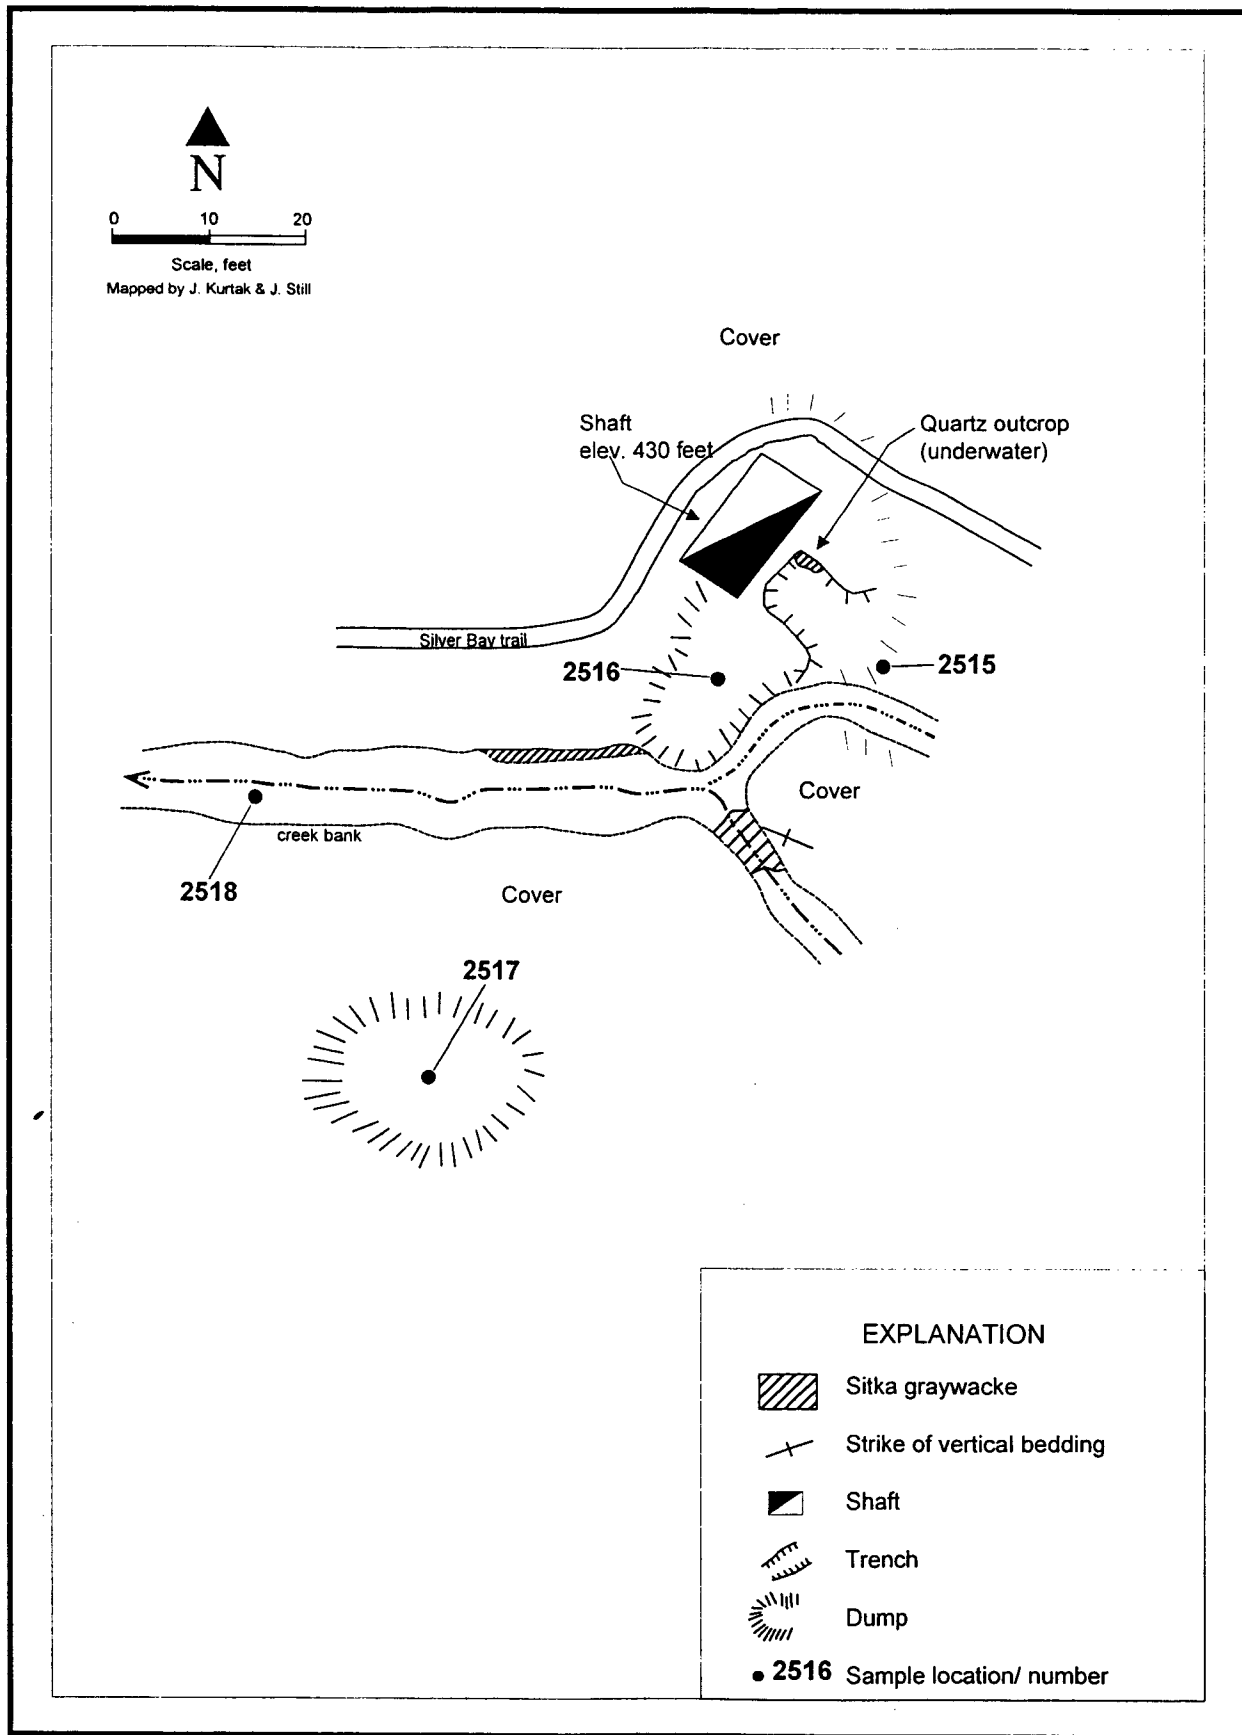 N
0 10 20
Scale, feet
Mapped by J. Kurtak & J. Still
Cover
Shaft
elev. 430 feet
Quartz outcrop
(underwater)
Silver Bay trail
2516
2515
Cover
creek bank
2518
Cover
2517
EXPLANATION
Sitka graywacke
Strike of vertical bedding
Shaft
Trench
Dump
2516 Sample location/ number